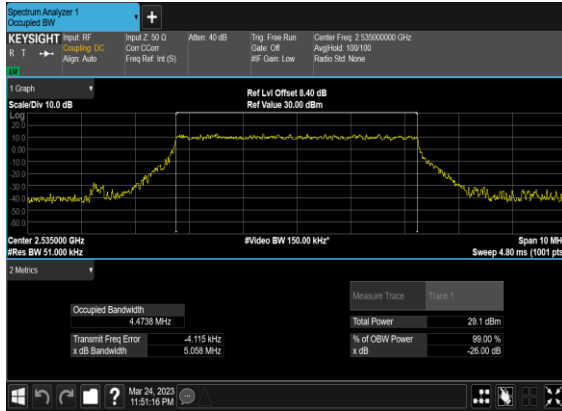 Spectrum Analyzer 1
Occupied BW
+
KEYSIGHT Input: RF Input Z: 50 Ω Atten: 40 dB Trig: Free Run Center Freq: 2.535000000 GHz
R T Coupling: DC Corr CCorr Gate: Off Avg|Hold: 100/100
Align: Auto Freq Ref: Int (S) #IF Gain: Low Radio Std: None
LVI
1 Graph Ref Lvl Offset 8.40 dB
Scale/Div 10.0 dB Ref Value 30.00 dBm
Log
20.0
10.0
0.00
-10.0
-20.0
-30.0
-40.0
-50.0
-60.0
Center 2.535000 GHz #Video BW 150.00 kHz* Span 10 MH
#Res BW 51.000 kHz Sweep 4.80 ms (1001 pts
2 Metrics
Measure Trace Trace 1
Occupied Bandwidth
4.4738 MHz Total Power 29.1 dBm
Transmit Freq Error -4.115 kHz % of OBW Power 99.00 %
x dB Bandwidth 5.058 MHz x dB -26.00 dB
? Mar 24, 2023
11:51:16 PM